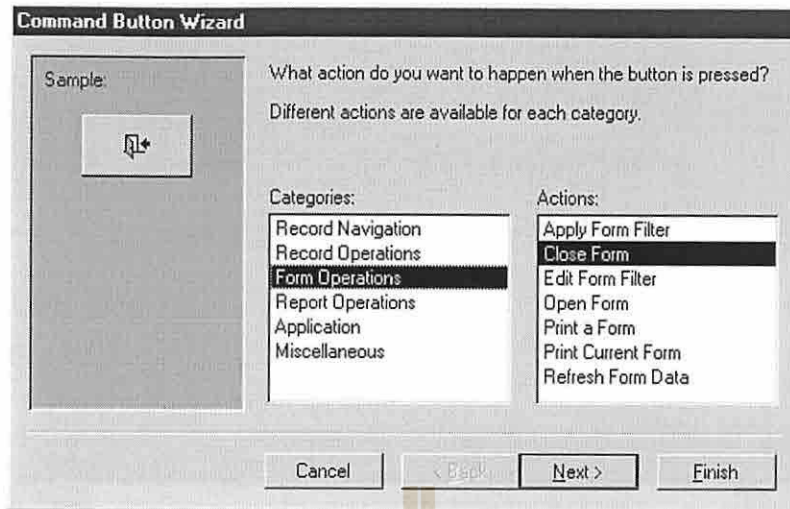 Command Button Wizard
Sample:
What action do you want to happen when the button is pressed?
Different actions are available for each category.
Categories:
Record Navigation
Record Operations
Form Operations
Report Operations
Application
Miscellaneous
Actions:
Apply Form Filter
Close Form
Edit Form Filter
Open Form
Print a Form
Print Current Form
Refresh Form Data
Cancel
< Back
Next >
Finish